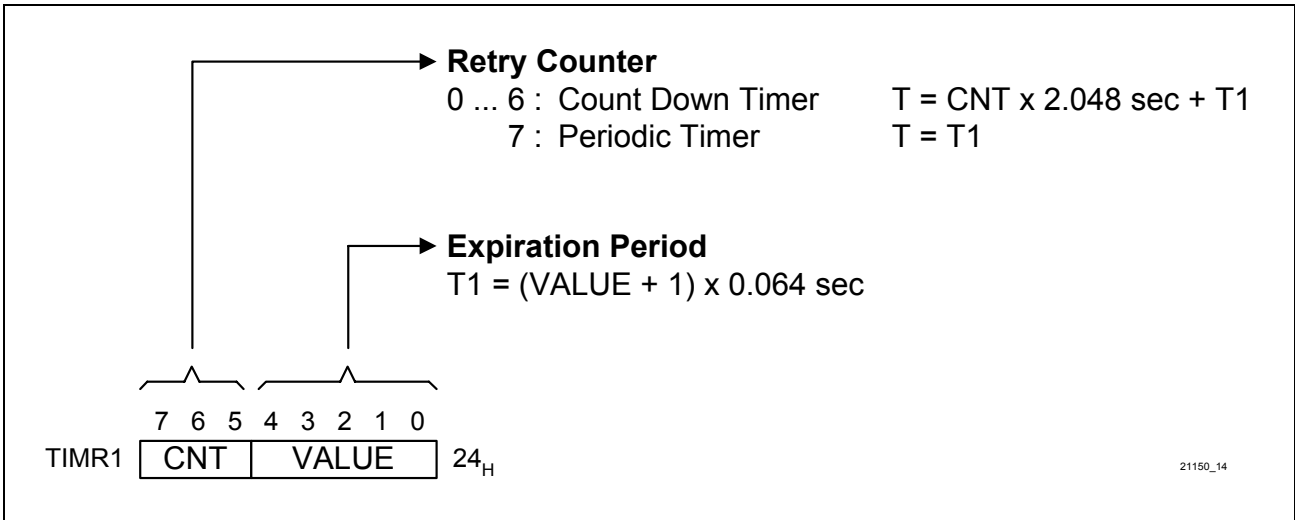 Retry Counter
0 ... 6 : Count Down Timer T = CNT x 2.048 sec + T1
7 : Periodic Timer T = T1
Expiration Period
T1 = (VALUE + 1) x 0.064 sec
7 6 5 4 3 2 1 0
TIMR1 CNT VALUE 24H
21150_14